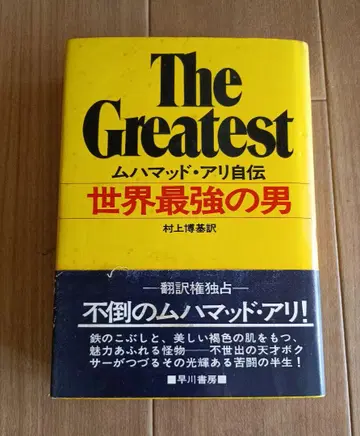 The
Greatest
ムハマッド・アリ自伝
世界最強の男
村上博基訳
—翻訳権独占—
不倒のムハマッド・アリ!
鉄のこぶしと、美しい褐色の肌をもつ、
魅力あふれる怪物——不世出の天才ボク
サーがつづるその光輝ある苦闘の半生!
■早川書房■